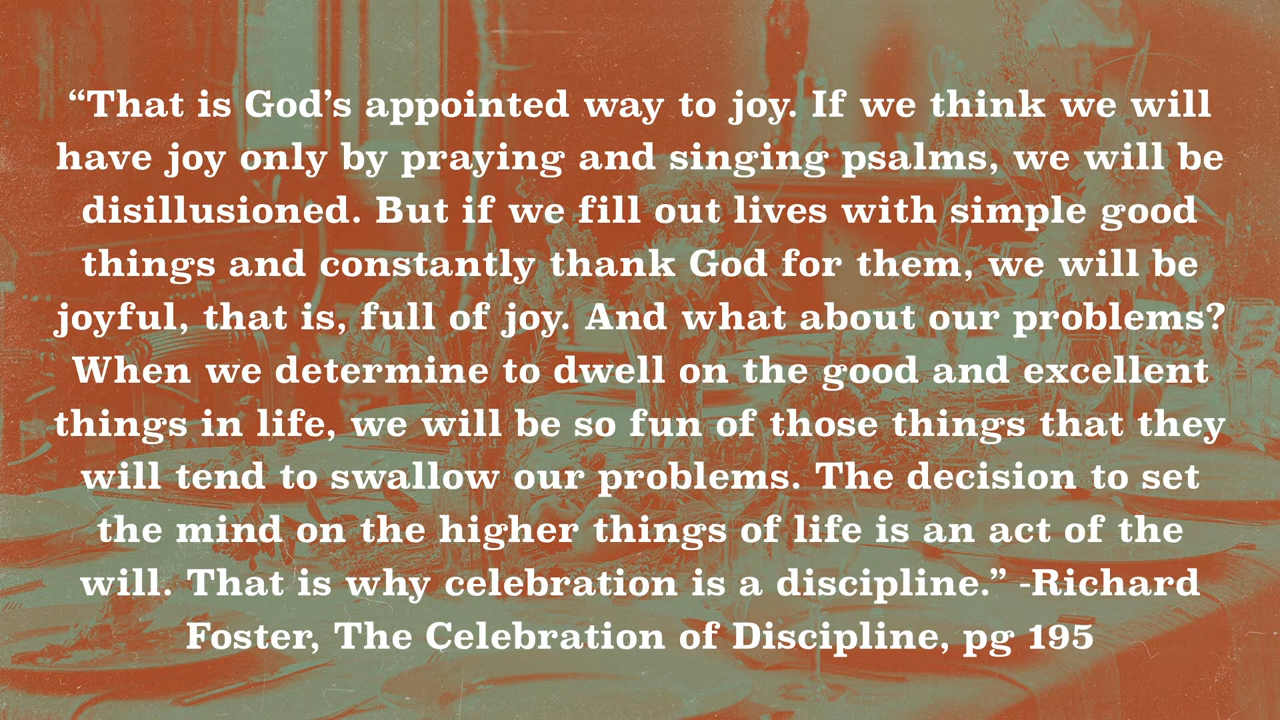 “That is God’s appointed way to joy. If we think we will
have joy only by praying and singing psalms, we will be
disillusioned. But if we fill out lives with simple good
things and constantly thank God for them, we will be
joyful, that is, full of joy. And what about our problems?
When we determine to dwell on the good and excellent
things in life, we will be so fun of those things that they
will tend to swallow our problems. The decision to set
the mind on the higher things of life is an act of the
will. That is why celebration is a discipline.” -Richard
Foster, The Celebration of Discipline, pg 195